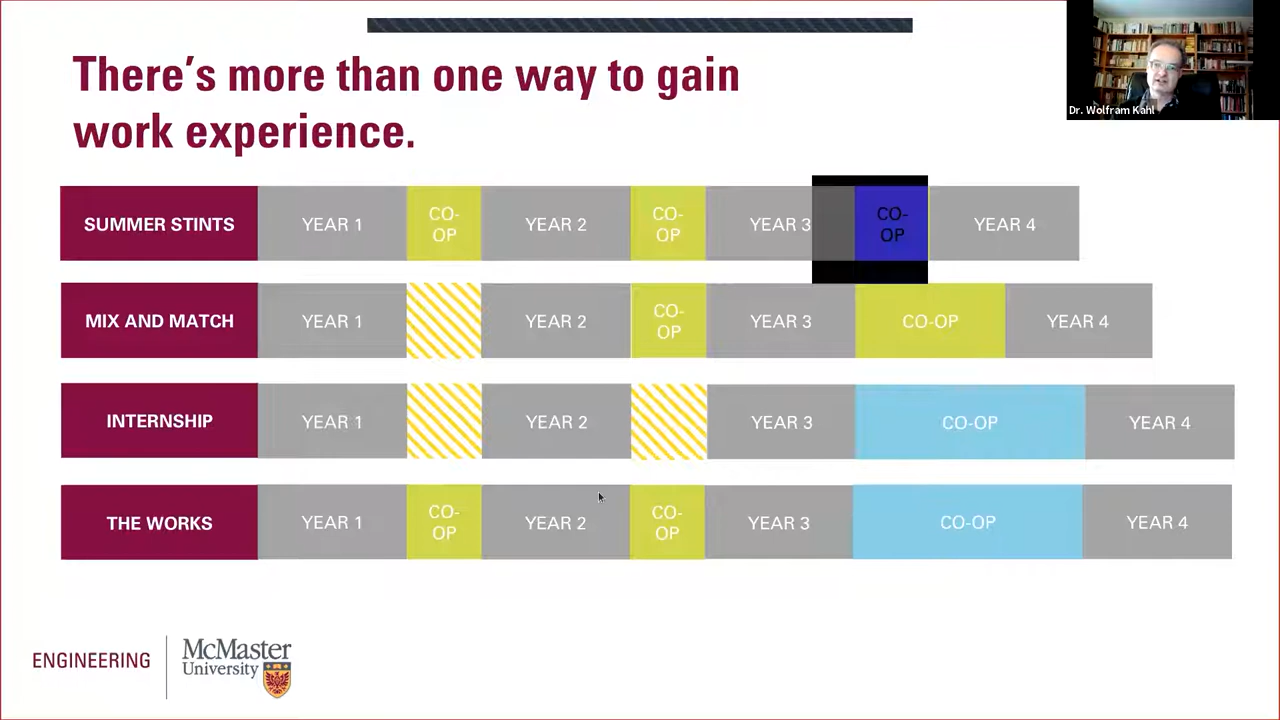 There's more than one way to gain
work experience.
Dr. Wolfram Kahl
SUMMER STINTS YEAR 1 CO-OP YEAR 2 CO-OP YEAR 3 CO-OP YEAR 4
MIX AND MATCH YEAR 1 YEAR 2 CO-OP YEAR 3 CO-OP YEAR 4
INTERNSHIP YEAR 1 YEAR 2 YEAR 3 CO-OP YEAR 4
THE WORKS YEAR 1 CO-OP YEAR 2 CO-OP YEAR 3 CO-OP YEAR 4
ENGINEERING
McMaster
University